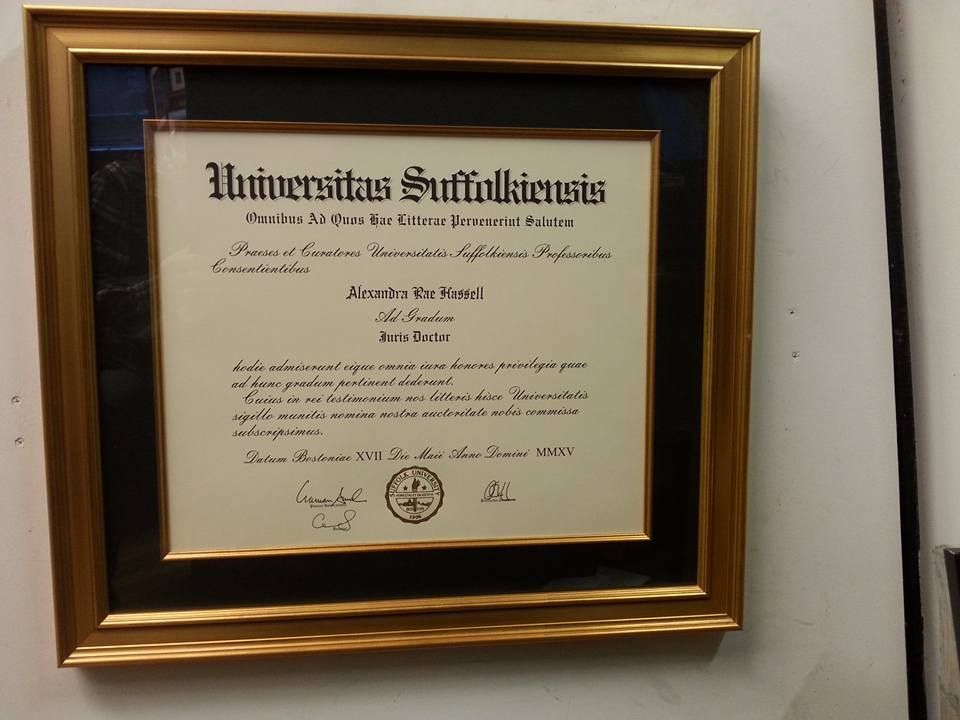 Universitas Suffolkiensis
Omnibus Ad Quos Hae Litterae Pervenerint Salutem
Praeses et Curatores Universitatis Suffolkiensis Professoribus
Consentientibus
Alexandra Rae Hassell
Ad Gradum
Juris Doctor
hodie admiserunt eique omnia iura honores privilegia quae
ad hunc gradum pertinent dederunt.
Cuius in rei testimonium nos litteris hisce Universitatis
sigillo munitis nomina nostra auctoritate nobis commissa
subscripsimus.
Datum Bostoniae XVII Die Maii Anno Domini MMXV
SUFFOLK UNIVERSITY
BOSTON
1906